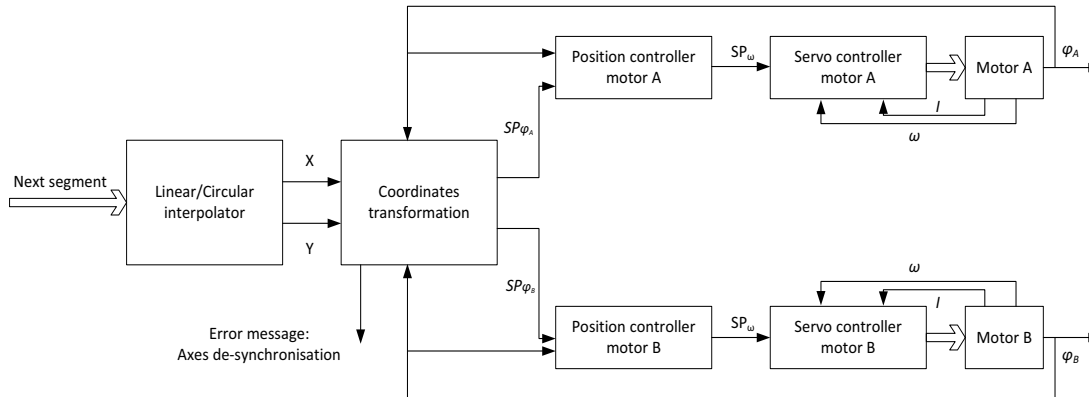 Next segment
Linear/Circular
interpolator
X
Y
Coordinates
transformation
Error message:
Axes de-synchronisation
SPφA
SPφB
Position controller
motor A
SPω
Servo controller
motor A
Motor A
φA
I
ω
Position controller
motor B
SPω
Servo controller
motor B
Motor B
φB
ω
I